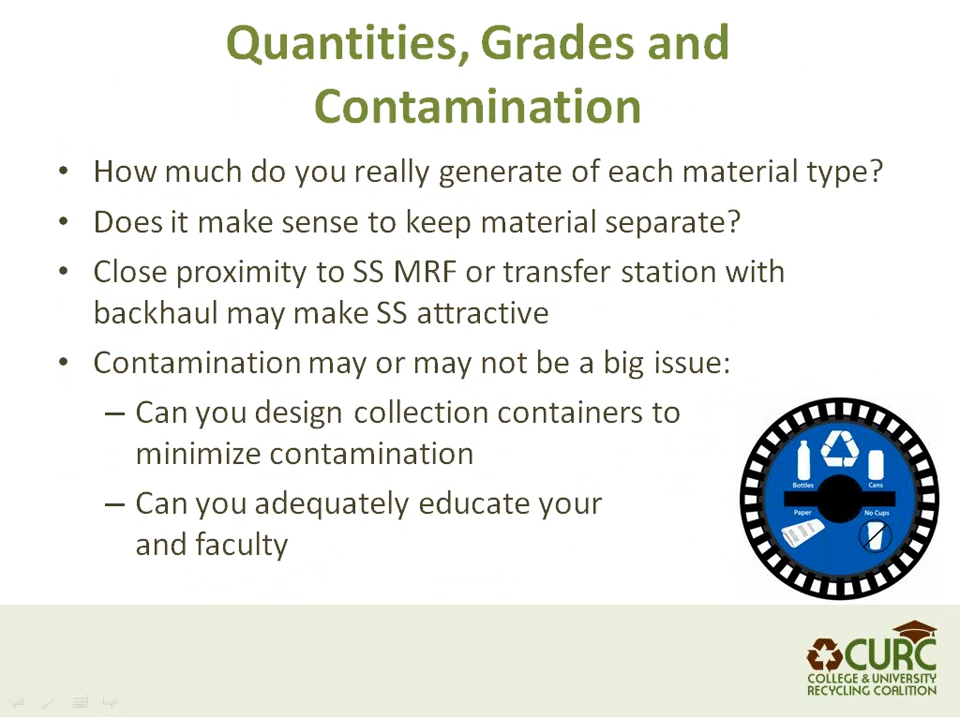 Quantities, Grades and
Contamination
• How much do you really generate of each material type?
• Does it make sense to keep material separate?
• Close proximity to SS MRF or transfer station with
backhaul may make SS attractive
• Contamination may or may not be a big issue:
– Can you design collection containers to
minimize contamination
– Can you adequately educate your
and faculty
Bottles Cans
Paper No Cups
CURC
COLLEGE & UNIVERSITY
RECYCLING COALITION